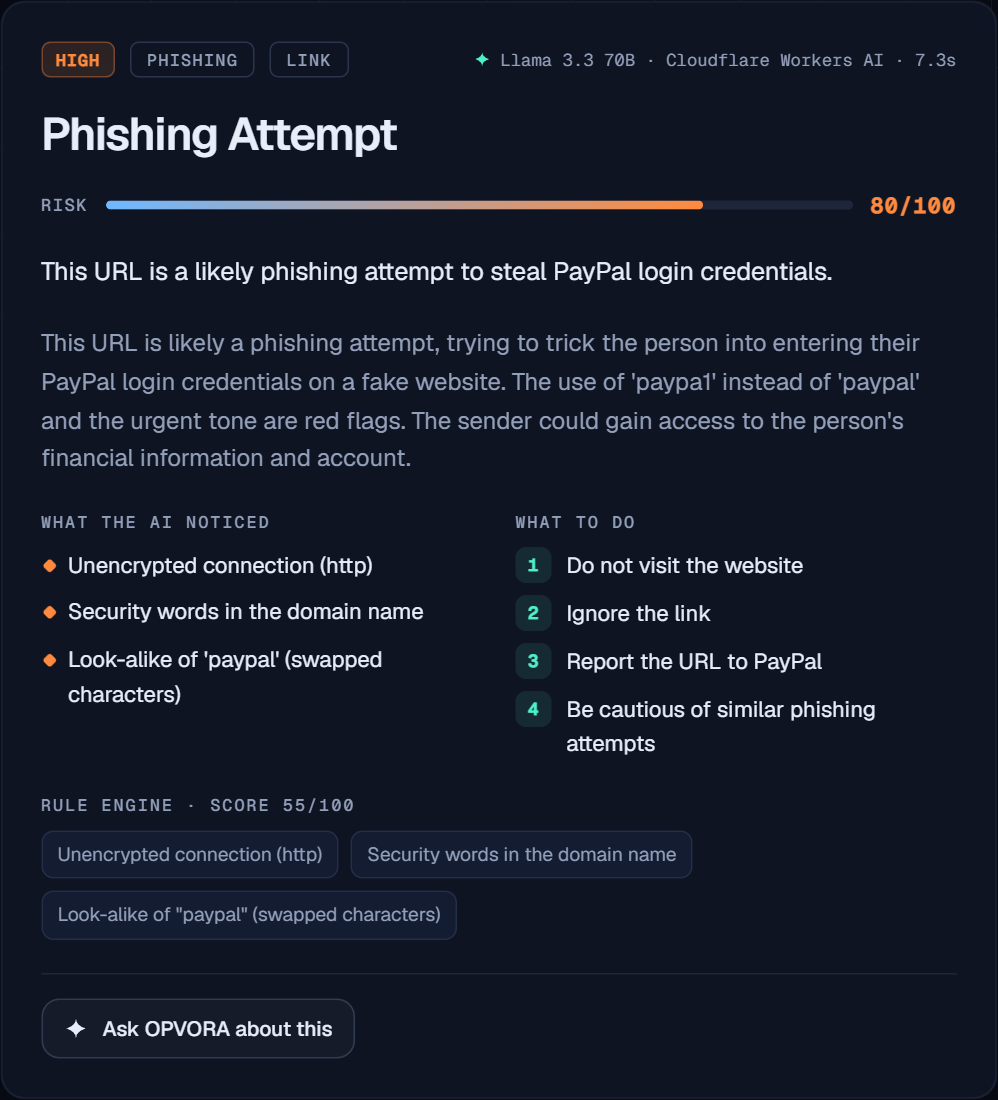 HIGH PHISHING LINK ✦ Llama 3.3 70B · Cloudflare Workers AI · 7.3s
Phishing Attempt
RISK 80/100
This URL is a likely phishing attempt to steal PayPal login credentials.
This URL is likely a phishing attempt, trying to trick the person into entering their
PayPal login credentials on a fake website. The use of 'paypa1' instead of 'paypal'
and the urgent tone are red flags. The sender could gain access to the person's
financial information and account.
WHAT THE AI NOTICED
Unencrypted connection (http)
Security words in the domain name
Look-alike of 'paypal' (swapped
characters)
WHAT TO DO
1 Do not visit the website
2 Ignore the link
3 Report the URL to PayPal
4 Be cautious of similar phishing
attempts
RULE ENGINE · SCORE 55/100
Unencrypted connection (http) Security words in the domain name
Look-alike of "paypal" (swapped characters)
✦ Ask OPVORA about this